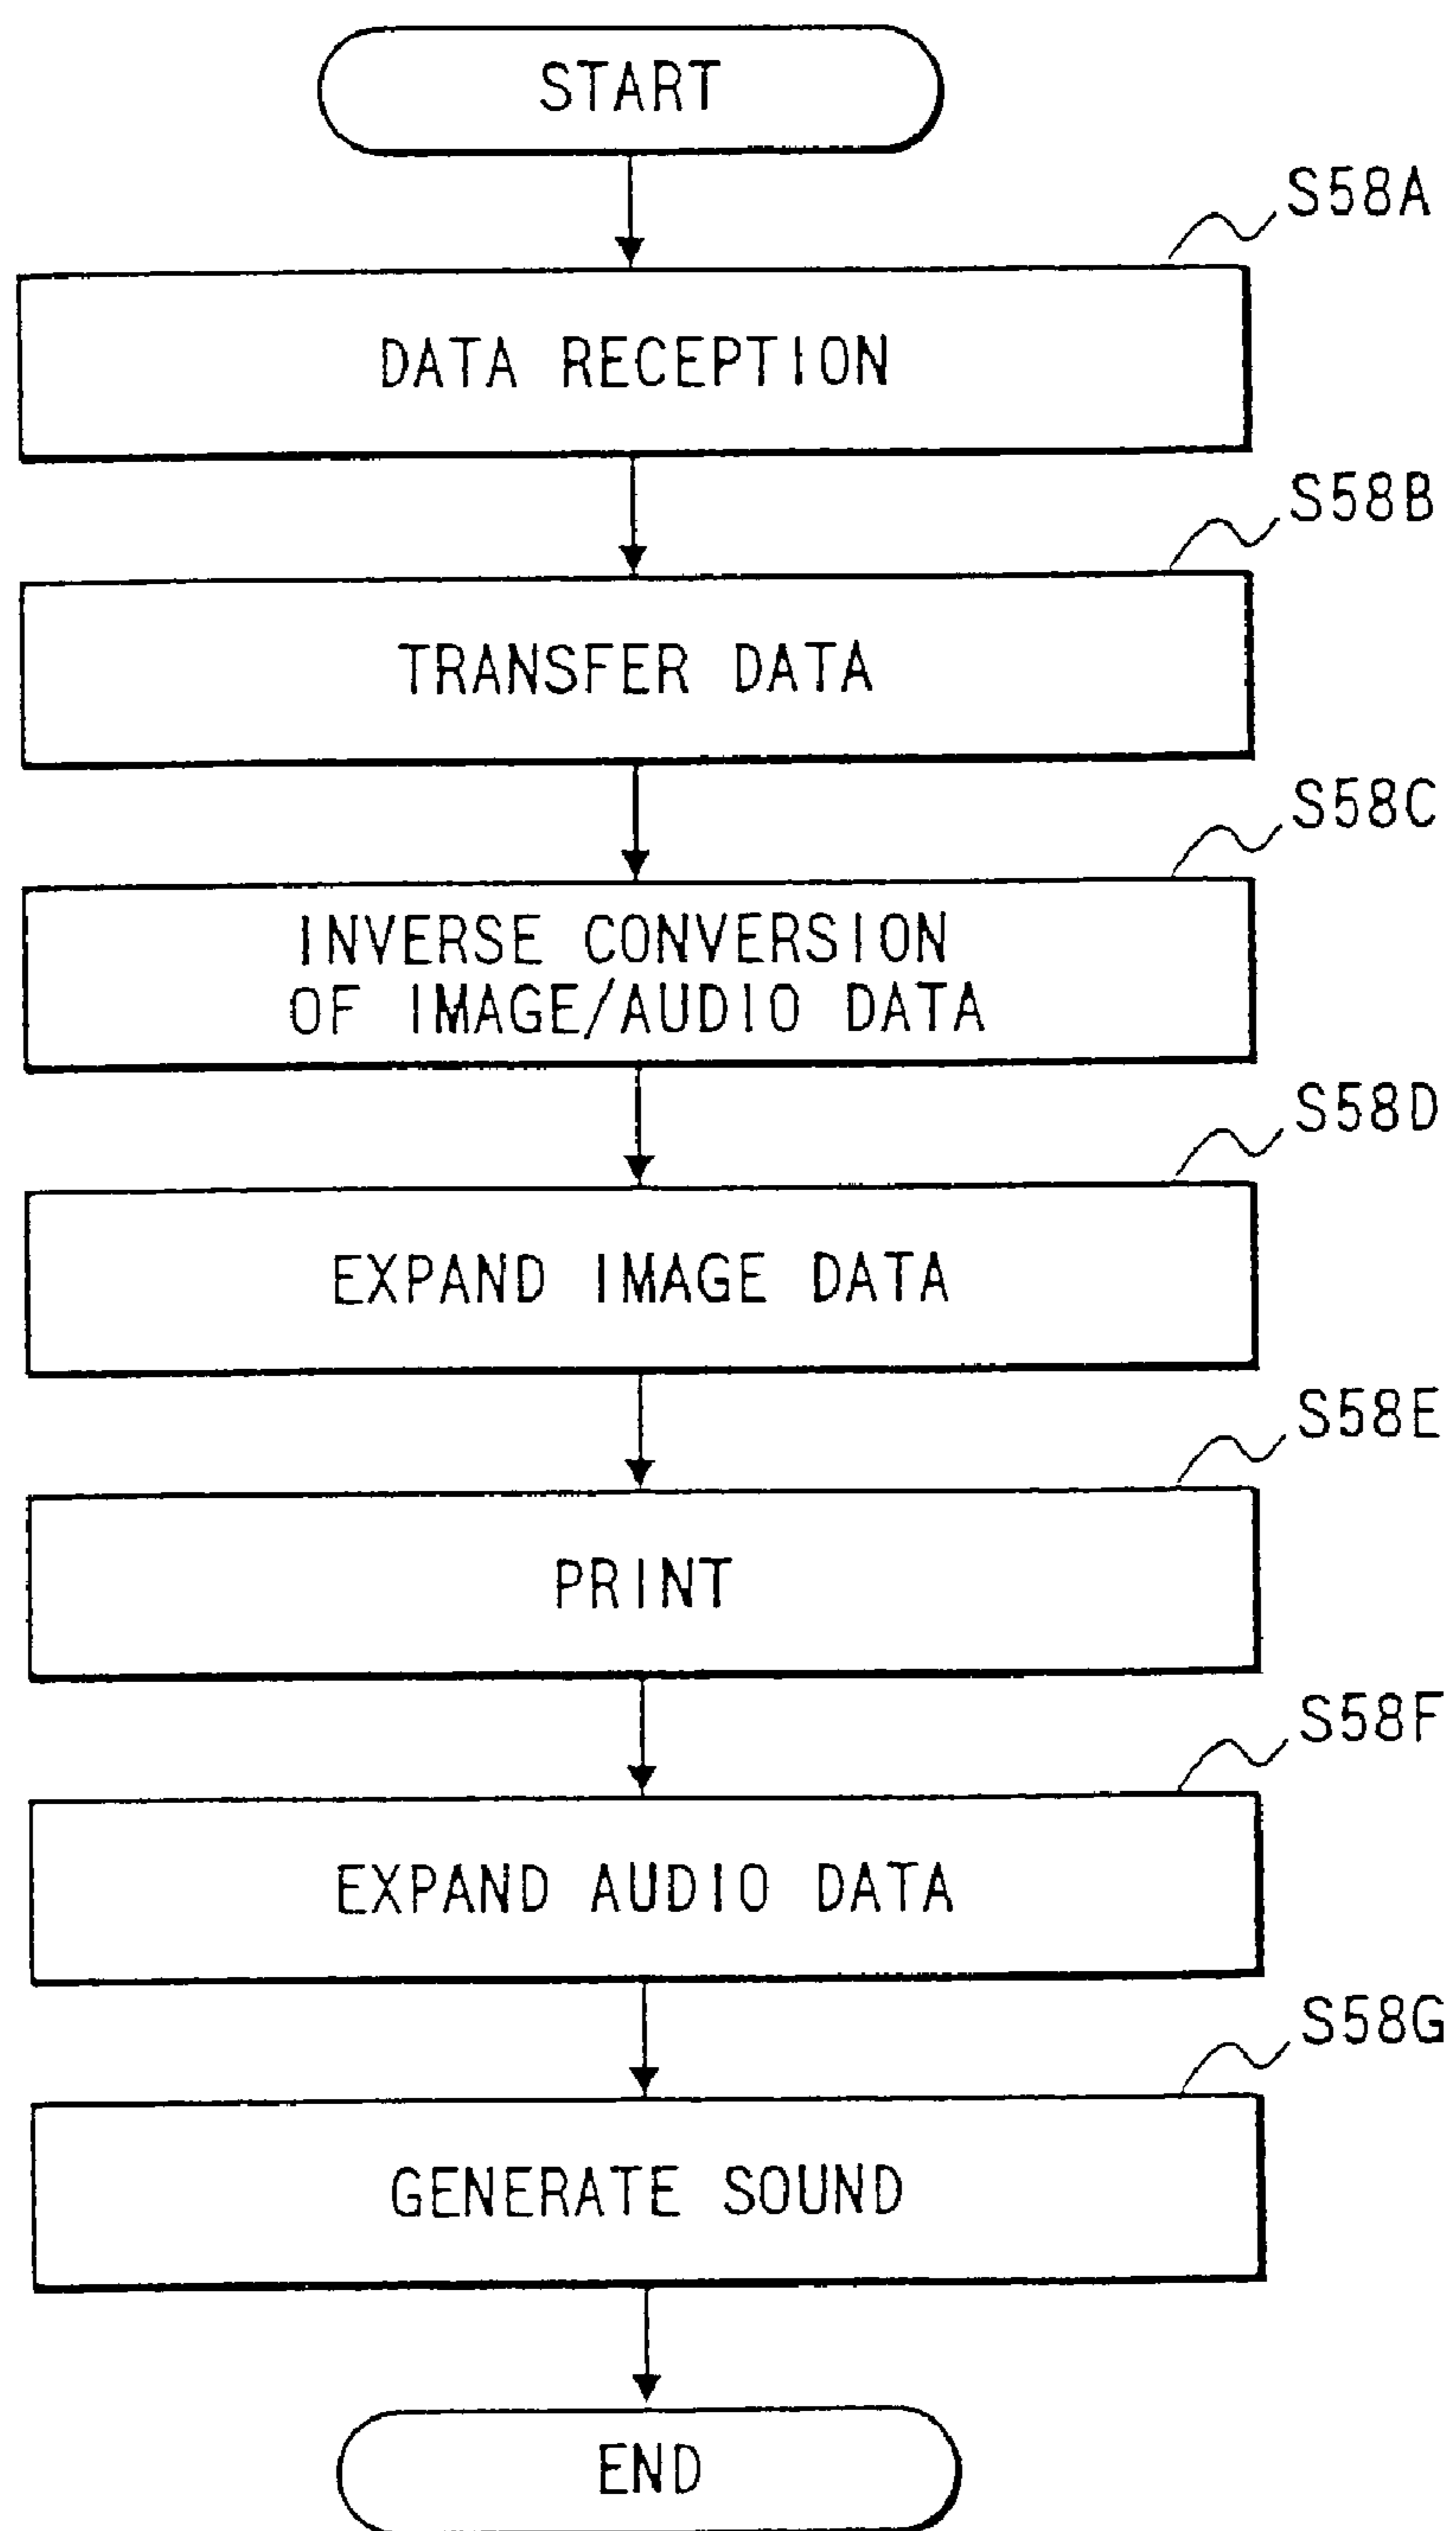 START
S58A
DATA RECEPTION
S58B
TRANSFER DATA
S58C
INVERSE CONVERSION
OF IMAGE/AUDIO DATA
S58D
EXPAND IMAGE DATA
S58E
PRINT
S58F
EXPAND AUDIO DATA
S58G
GENERATE SOUND
END